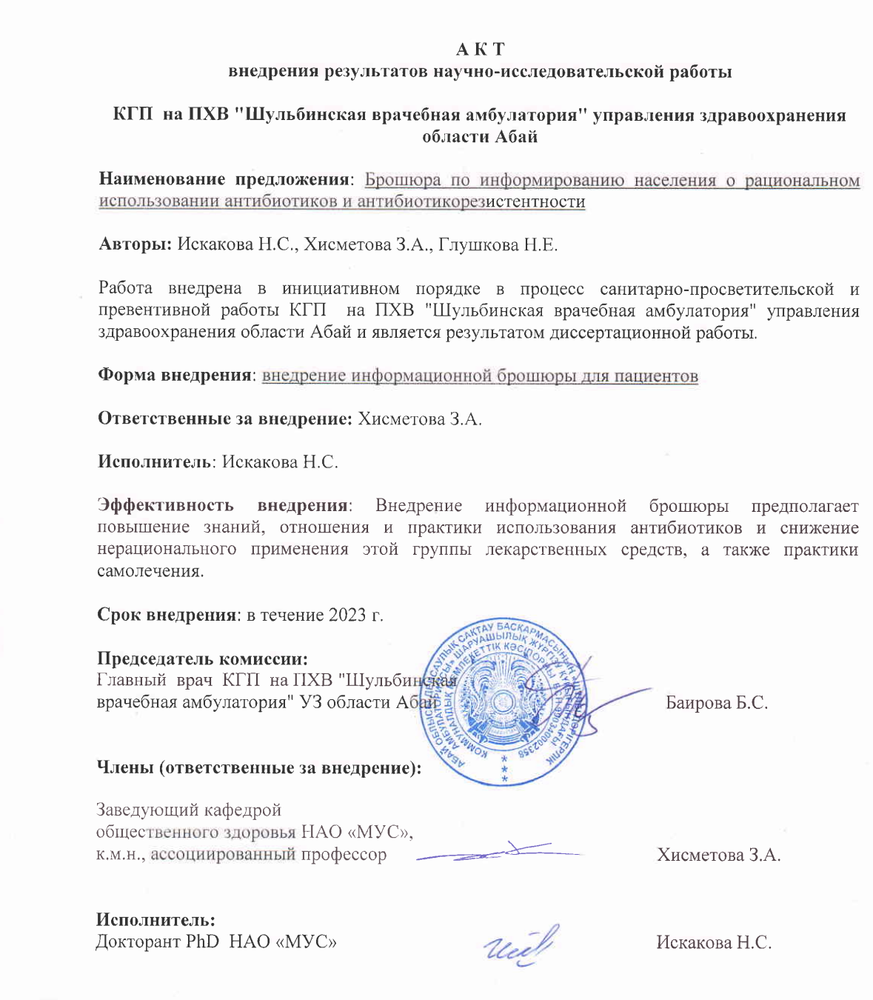 А К Т
внедрения результатов научно-исследовательской работы
КГП на ПХВ "Шульбинская врачебная амбулатория" управления здравоохранения
области Абай
Наименование предложения: Брошюра по информированию населения о рациональном
использовании антибиотиков и антибиотикорезистентности
Авторы: Искакова Н.С., Хисметова З.А., Глушкова Н.Е.
Работа внедрена в инициативном порядке в процесс санитарно-просветительской и
превентивной работы КГП на ПХВ "Шульбинская врачебная амбулатория" управления
здравоохранения области Абай и является результатом диссертационной работы.
Форма внедрения: внедрение информационной брошюры для пациентов
Ответственные за внедрение: Хисметова З.А.
Исполнитель: Искакова Н.С.
Эффективность внедрения: Внедрение информационной брошюры предполагает
повышение знаний, отношения и практики использования антибиотиков и снижение
нерационального применения этой группы лекарственных средств, а также практики
самолечения.
Срок внедрения: в течение 2023 г.
Председатель комиссии:
Главный врач КГП на ПХВ "Шульбинская
врачебная амбулатория" УЗ области Абай Баирова Б.С.
АБАЙ ОБЛЫСЫ ДЕНСАУЛЫҚ САҚТАУ БАСҚАРМАСЫНЫҢ
АМБУЛАТОРИЯСЫ» ШАРУАШЫЛЫҚ ЖҮРГІЗУ ҚҰҚЫҒЫНДАҒЫ
КОММУНАЛДЫҚ МЕМЛЕКЕТТІК КӘСІПОРНЫ
Члены (ответственные за внедрение):
Заведующий кафедрой
общественного здоровья НАО «МУС»,
к.м.н., ассоциированный профессор Хисметова З.А.
Исполнитель:
Докторант PhD НАО «МУС» Искакова Н.С.